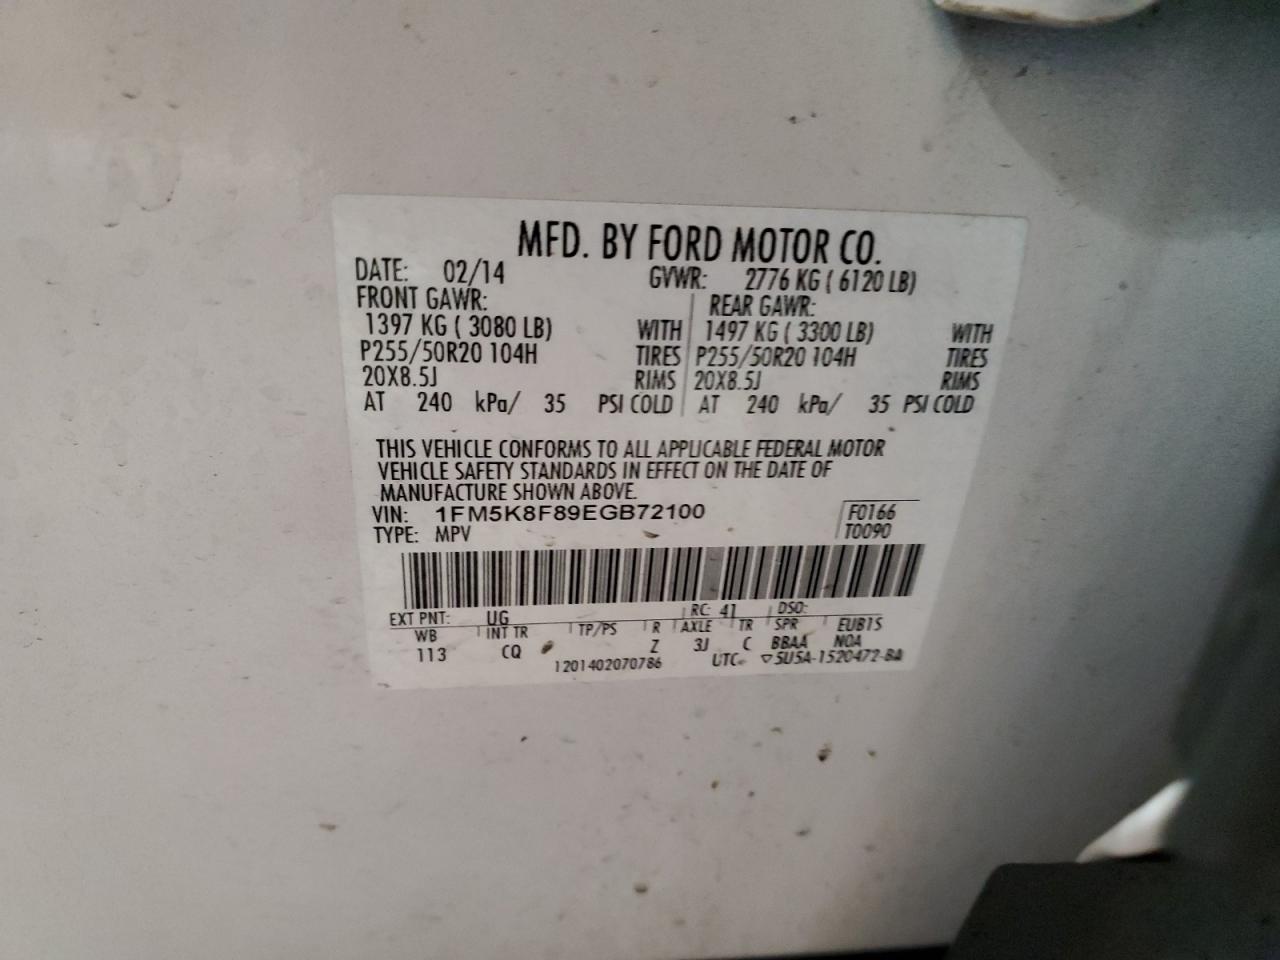 MFD. BY FORD MOTOR CO.
DATE: 02/14 GVWR: 2776 KG ( 6120 LB)
FRONT GAWR: REAR GAWR:
1397 KG ( 3080 LB) WITH 1497 KG ( 3300 LB) WITH
P255/50R20 104H TIRES P255/50R20 104H TIRES
20X8.5J RIMS 20X8.5J RIMS
AT 240 kPa/ 35 PSI COLD AT 240 kPa/ 35 PSI COLD
THIS VEHICLE CONFORMS TO ALL APPLICABLE FEDERAL MOTOR
VEHICLE SAFETY STANDARDS IN EFFECT ON THE DATE OF
MANUFACTURE SHOWN ABOVE.
VIN: 1FM5K8F89EGB72100 F0166
TYPE: MPV T0090
EXT PNT: UG RC: 41 DSO:
WB INT TR TP/PS R AXLE TR SPR EUB1S
113 CQ Z 3J C BBAA NOA
1201402070786 UTC ▽5U5A-1520472-BA